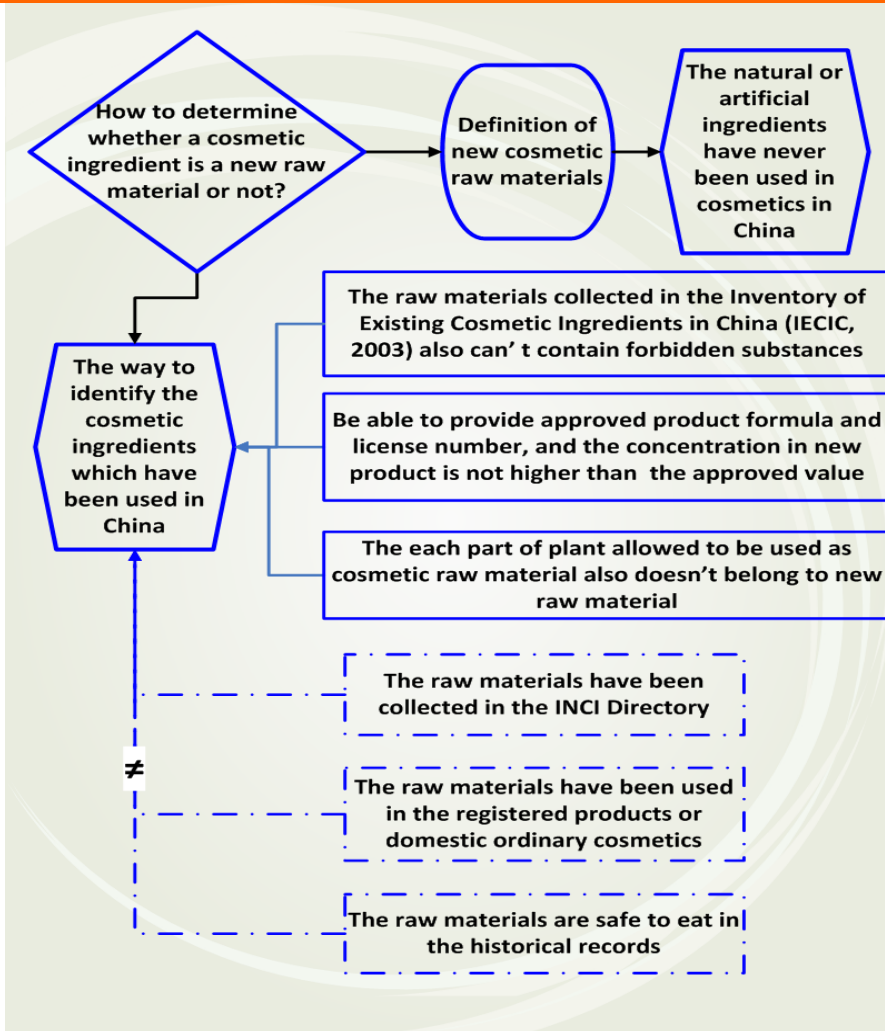 How to determine
whether a cosmetic
ingredient is a new raw
material or not?
Definition of
new cosmetic
raw materials
The natural or
artificial
ingredients
have never
been used in
cosmetics in
China
The way to
identify the
cosmetic
ingredients
which have
been used in
China
The raw materials collected in the Inventory of
Existing Cosmetic Ingredients in China (IECIC,
2003) also can’ t contain forbidden substances
Be able to provide approved product formula and
license number, and the concentration in new
product is not higher than the approved value
The each part of plant allowed to be used as
cosmetic raw material also doesn’t belong to new
raw material
≠
The raw materials have been
collected in the INCI Directory
The raw materials have been used
in the registered products or
domestic ordinary cosmetics
The raw materials are safe to eat in
the historical records